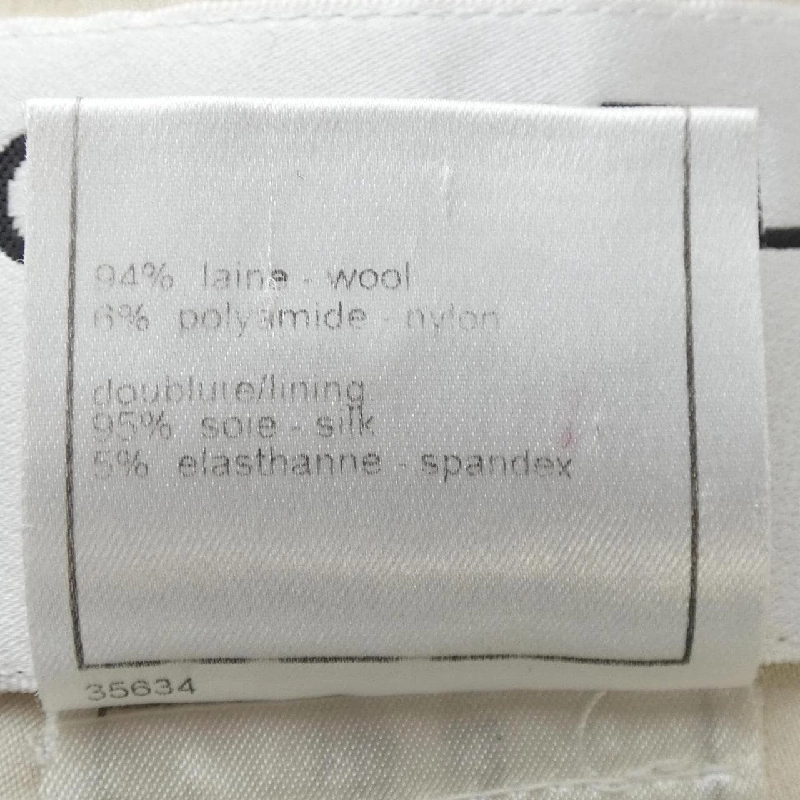 94% laine - wool
6% polyamide - nylon
doublure/lining
95% soie - silk
5% elasthanne - spandex
35634